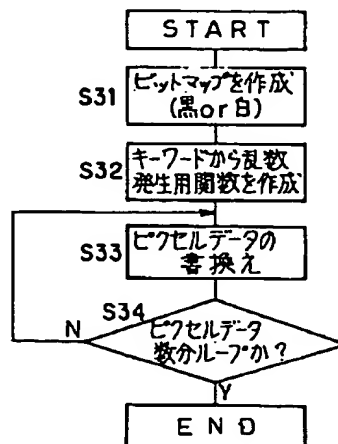 START
S31
ビットマップを作成
(黒or白)
S32
キーワードから乱数
発生用関数を作成
S33
ピクセルデータの
書換え
S34
N
ピクセルデータ
数分ループか?
Y
END